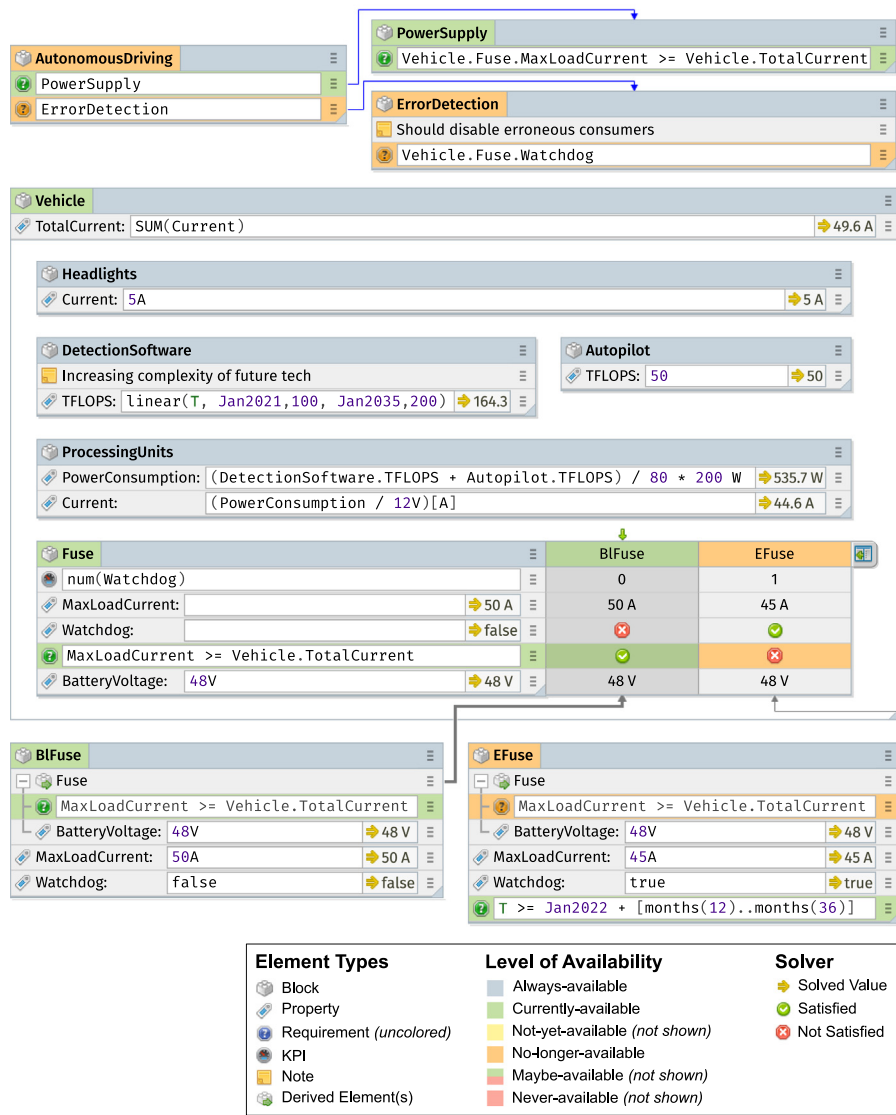 PowerSupply
Vehicle.Fuse.MaxLoadCurrent >= Vehicle.TotalCurrent
AutonomousDriving
PowerSupply
ErrorDetection
ErrorDetection
Should disable erroneous consumers
Vehicle.Fuse.Watchdog
Vehicle
TotalCurrent: SUM(Current) 49.6 A
Headlights
Current: 5A 5 A
DetectionSoftware
Increasing complexity of future tech
TFLOPS: linear(T, Jan2021,100, Jan2035,200) 164.3
Autopilot
TFLOPS: 50 50
ProcessingUnits
PowerConsumption: (DetectionSoftware.TFLOPS + Autopilot.TFLOPS) / 80 * 200 W 535.7 W
Current: (PowerConsumption / 12V)[A] 44.6 A
Fuse BlFuse EFuse
num(Watchdog) 0 1
MaxLoadCurrent: 50 A 50 A 45 A
Watchdog: false
MaxLoadCurrent >= Vehicle.TotalCurrent
BatteryVoltage: 48V 48 V 48 V 48 V
BlFuse
Fuse
MaxLoadCurrent >= Vehicle.TotalCurrent
BatteryVoltage: 48V 48 V
MaxLoadCurrent: 50A 50 A
Watchdog: false false
EFuse
Fuse
MaxLoadCurrent >= Vehicle.TotalCurrent
BatteryVoltage: 48V 48 V
MaxLoadCurrent: 45A 45 A
Watchdog: true true
T >= Jan2022 + [months(12)..months(36)]
Element Types
Block
Property
Requirement (uncolored)
KPI
Note
Derived Element(s)
Level of Availability
Always-available
Currently-available
Not-yet-available (not shown)
No-longer-available
Maybe-available (not shown)
Never-available (not shown)
Solver
Solved Value
Satisfied
Not Satisfied